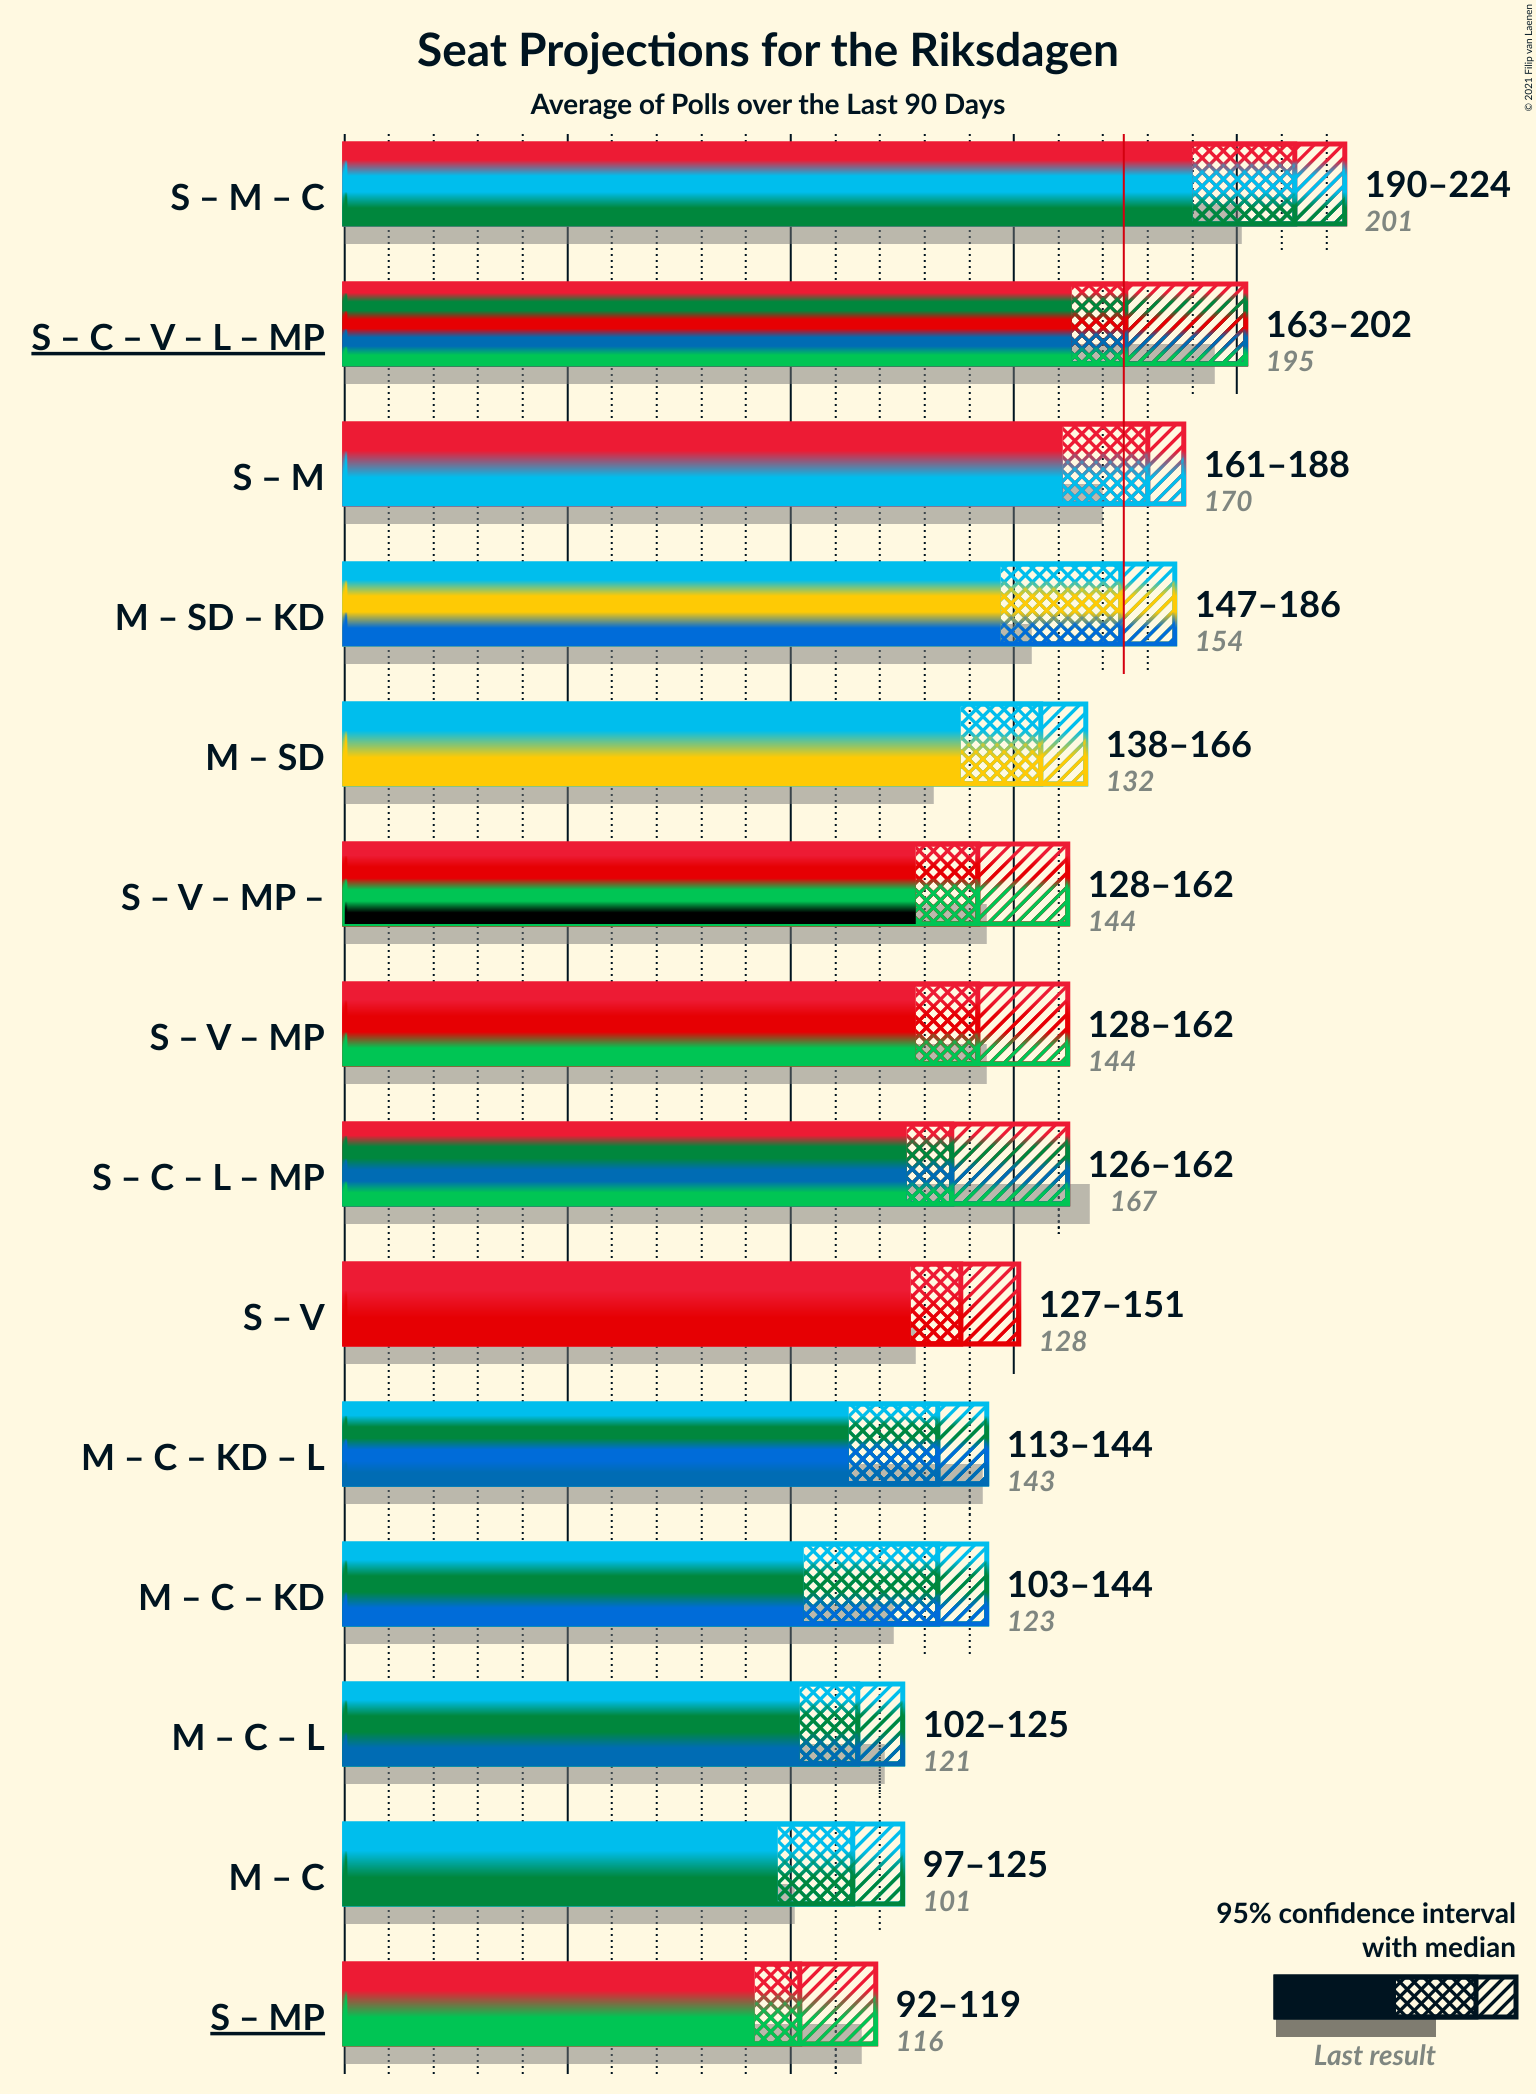 Seat Projections for the Riksdagen
Average of Polls over the Last 90 Days
© 2021 Filip van Laenen
S – M – C
190–224
201
S – C – V – L – MP
163–202
195
S – M
161–188
170
M – SD – KD
147–186
154
M – SD
138–166
132
S – V – MP –
128–162
144
S – V – MP
128–162
144
S – C – L – MP
126–162
167
S – V
127–151
128
M – C – KD – L
113–144
143
M – C – KD
103–144
123
M – C – L
102–125
121
M – C
97–125
101
S – MP
92–119
116
95% confidence interval
with median
Last result